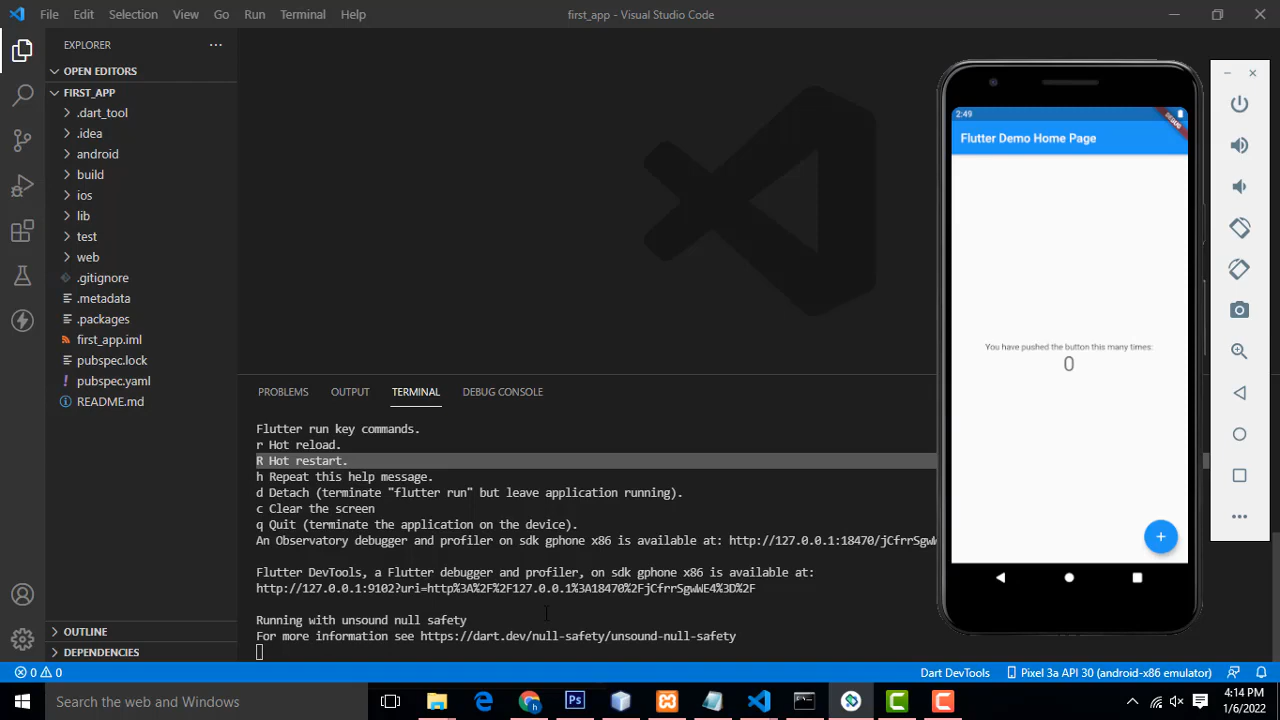 File Edit Selection View Go Run Terminal Help
first_app - Visual Studio Code
EXPLORER
OPEN EDITORS
FIRST_APP
.dart_tool
.idea
android
build
ios
lib
test
web
.gitignore
.metadata
.packages
first_app.iml
pubspec.lock
pubspec.yaml
README.md
OUTLINE
DEPENDENCIES
PROBLEMS OUTPUT TERMINAL DEBUG CONSOLE
Flutter run key commands.
r Hot reload.
R Hot restart.
h Repeat this help message.
d Detach (terminate "flutter run" but leave application running).
c Clear the screen
q Quit (terminate the application on the device).
An Observatory debugger and profiler on sdk gphone x86 is available at: http://127.0.0.1:18470/jCfrrSgwW
Flutter DevTools, a Flutter debugger and profiler, on sdk gphone x86 is available at:
http://127.0.0.1:9102?uri=http%3A%2F%2F127.0.0.1%3A18470%2FjCfrrSgwWE4%3D%2F
Running with unsound null safety
For more information see https://dart.dev/null-safety/unsound-null-safety
2:49
DEBUG
Flutter Demo Home Page
You have pushed the button this many times:
0
+
0 0
Dart DevTools
Pixel 3a API 30 (android-x86 emulator)
Search the web and Windows
Ps
4:14 PM
1/6/2022